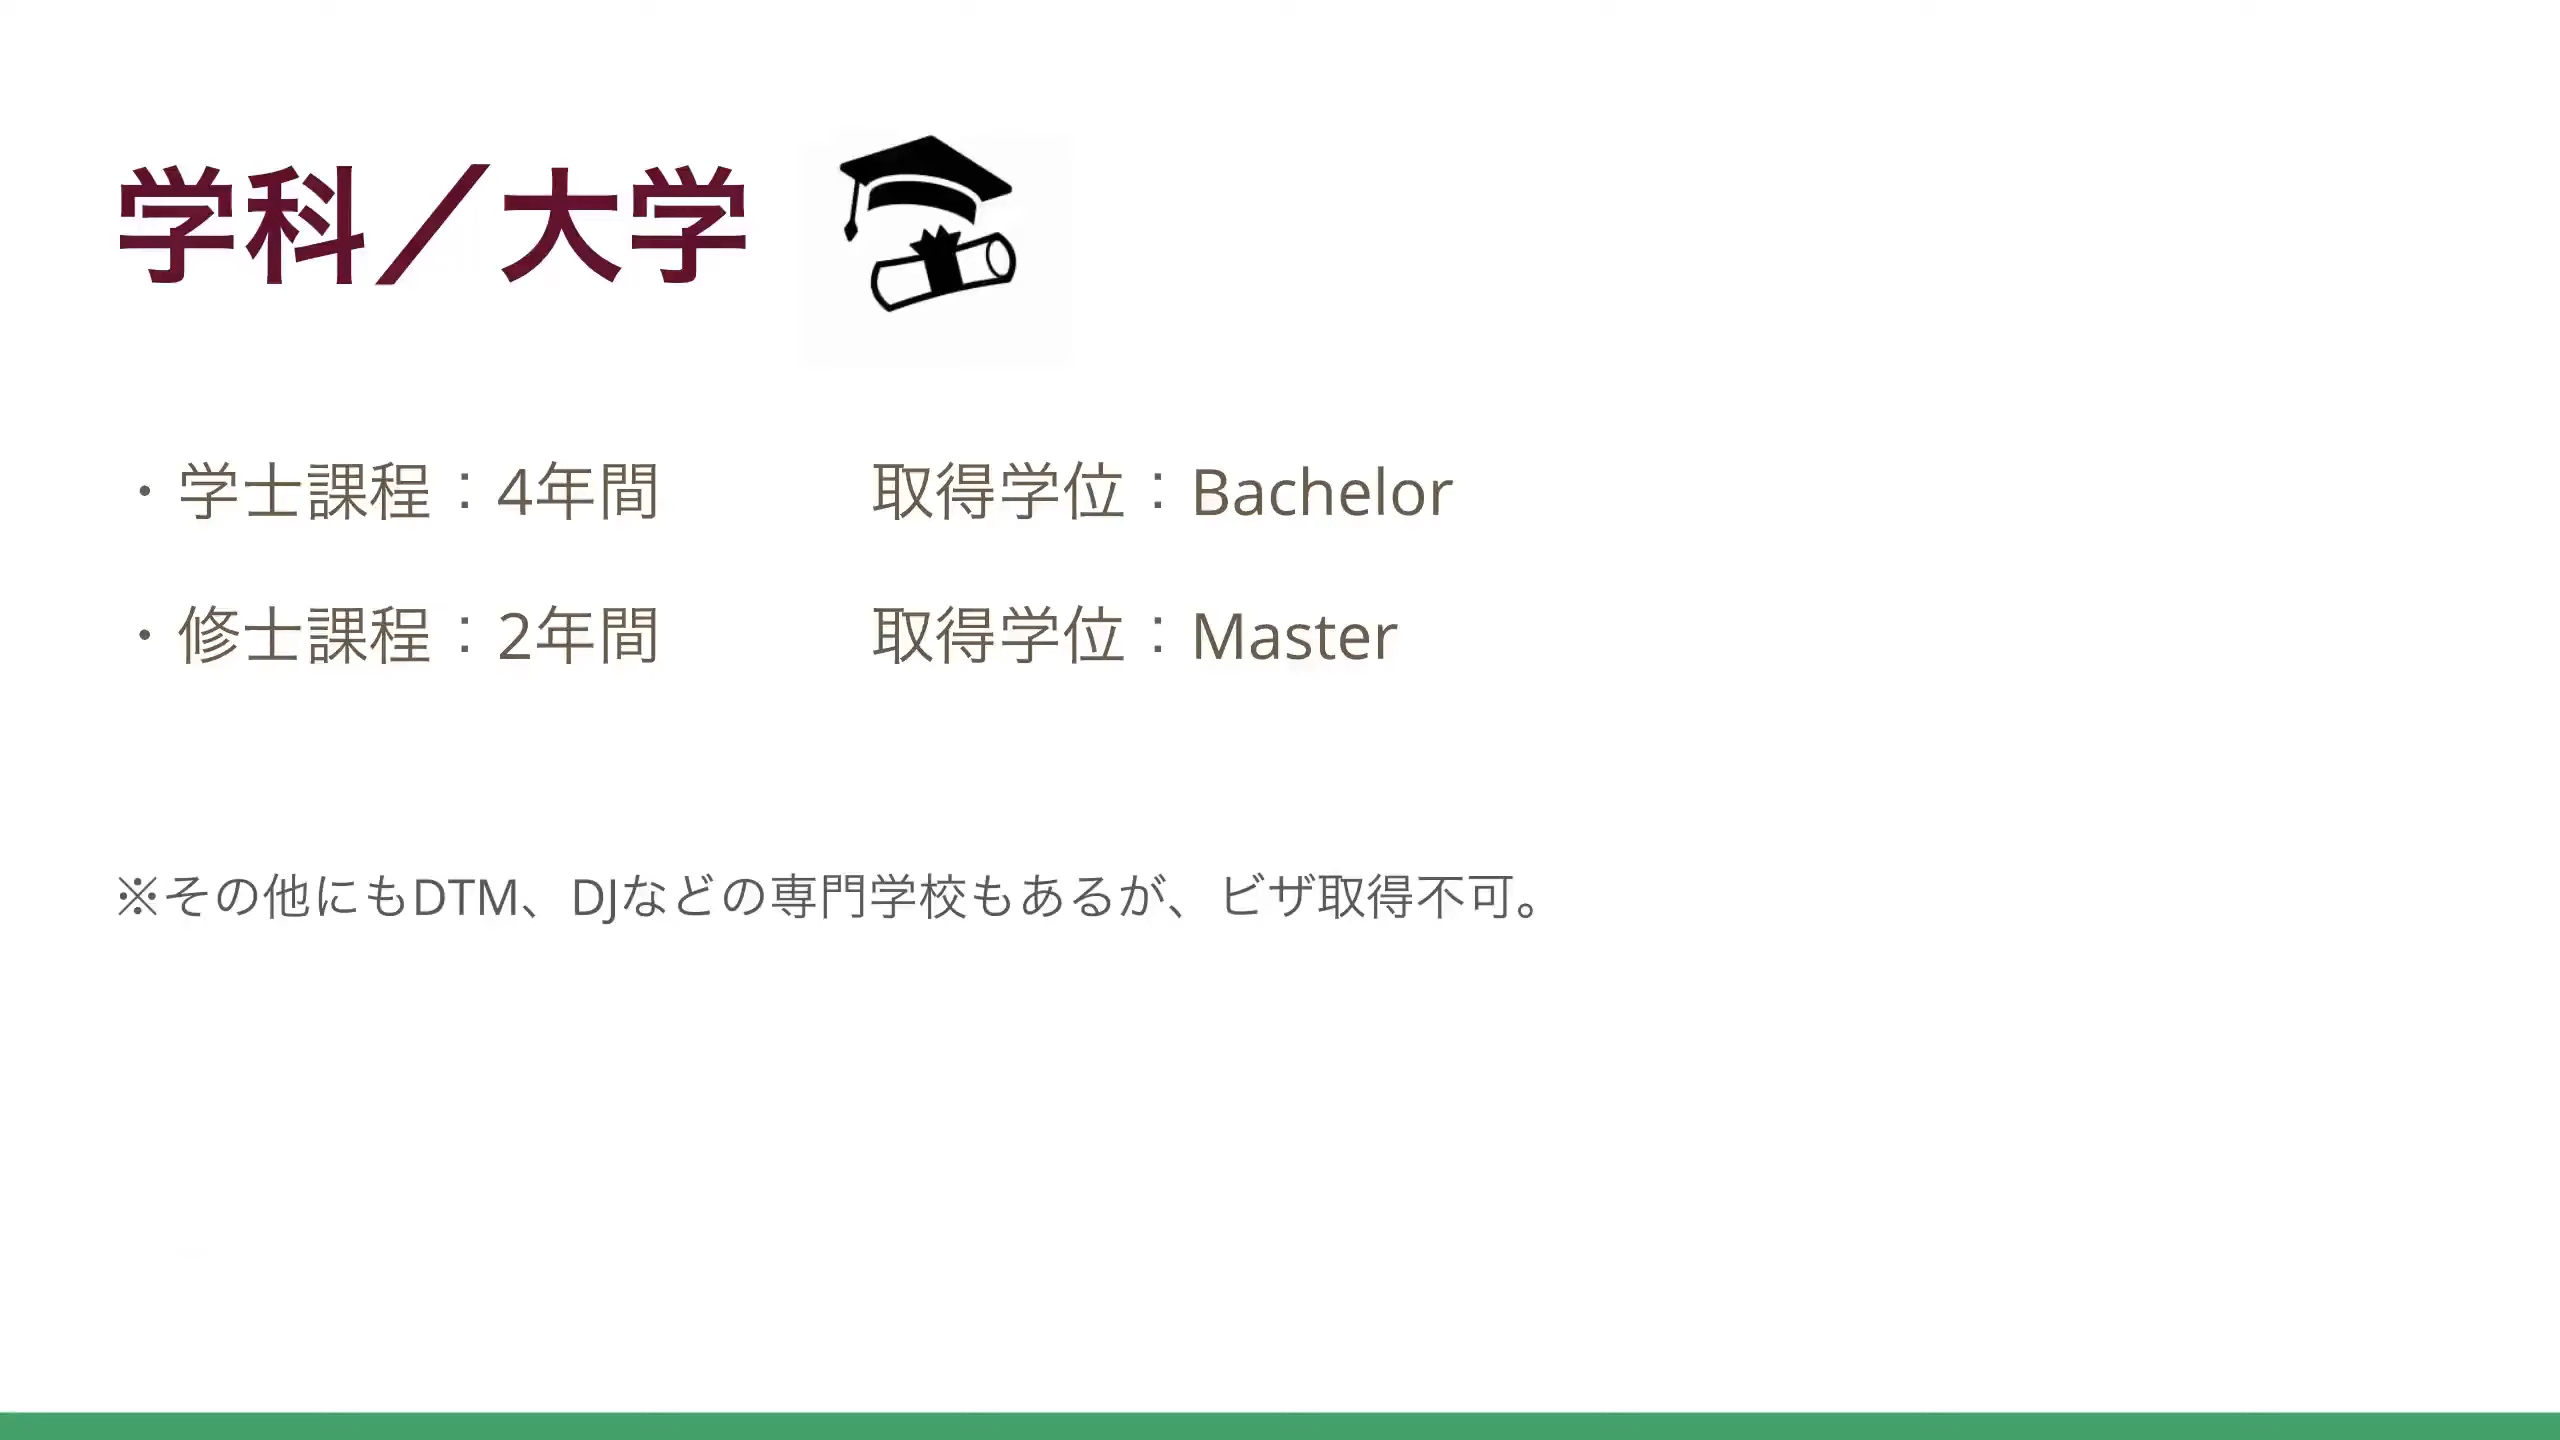 学科／大学
・学士課程：4年間　　　取得学位：Bachelor
・修士課程：2年間　　　取得学位：Master
※その他にもDTM、DJなどの専門学校もあるが、ビザ取得不可。